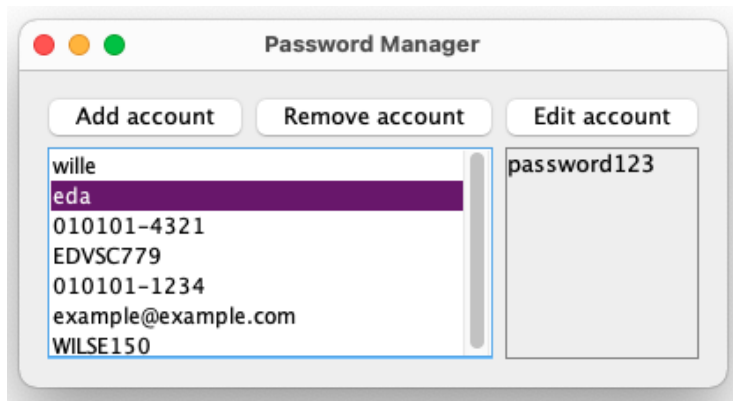 Password Manager
Add account Remove account Edit account
wille
eda
010101-4321
EDVSC779
010101-1234
example@example.com
WILSE150
password123